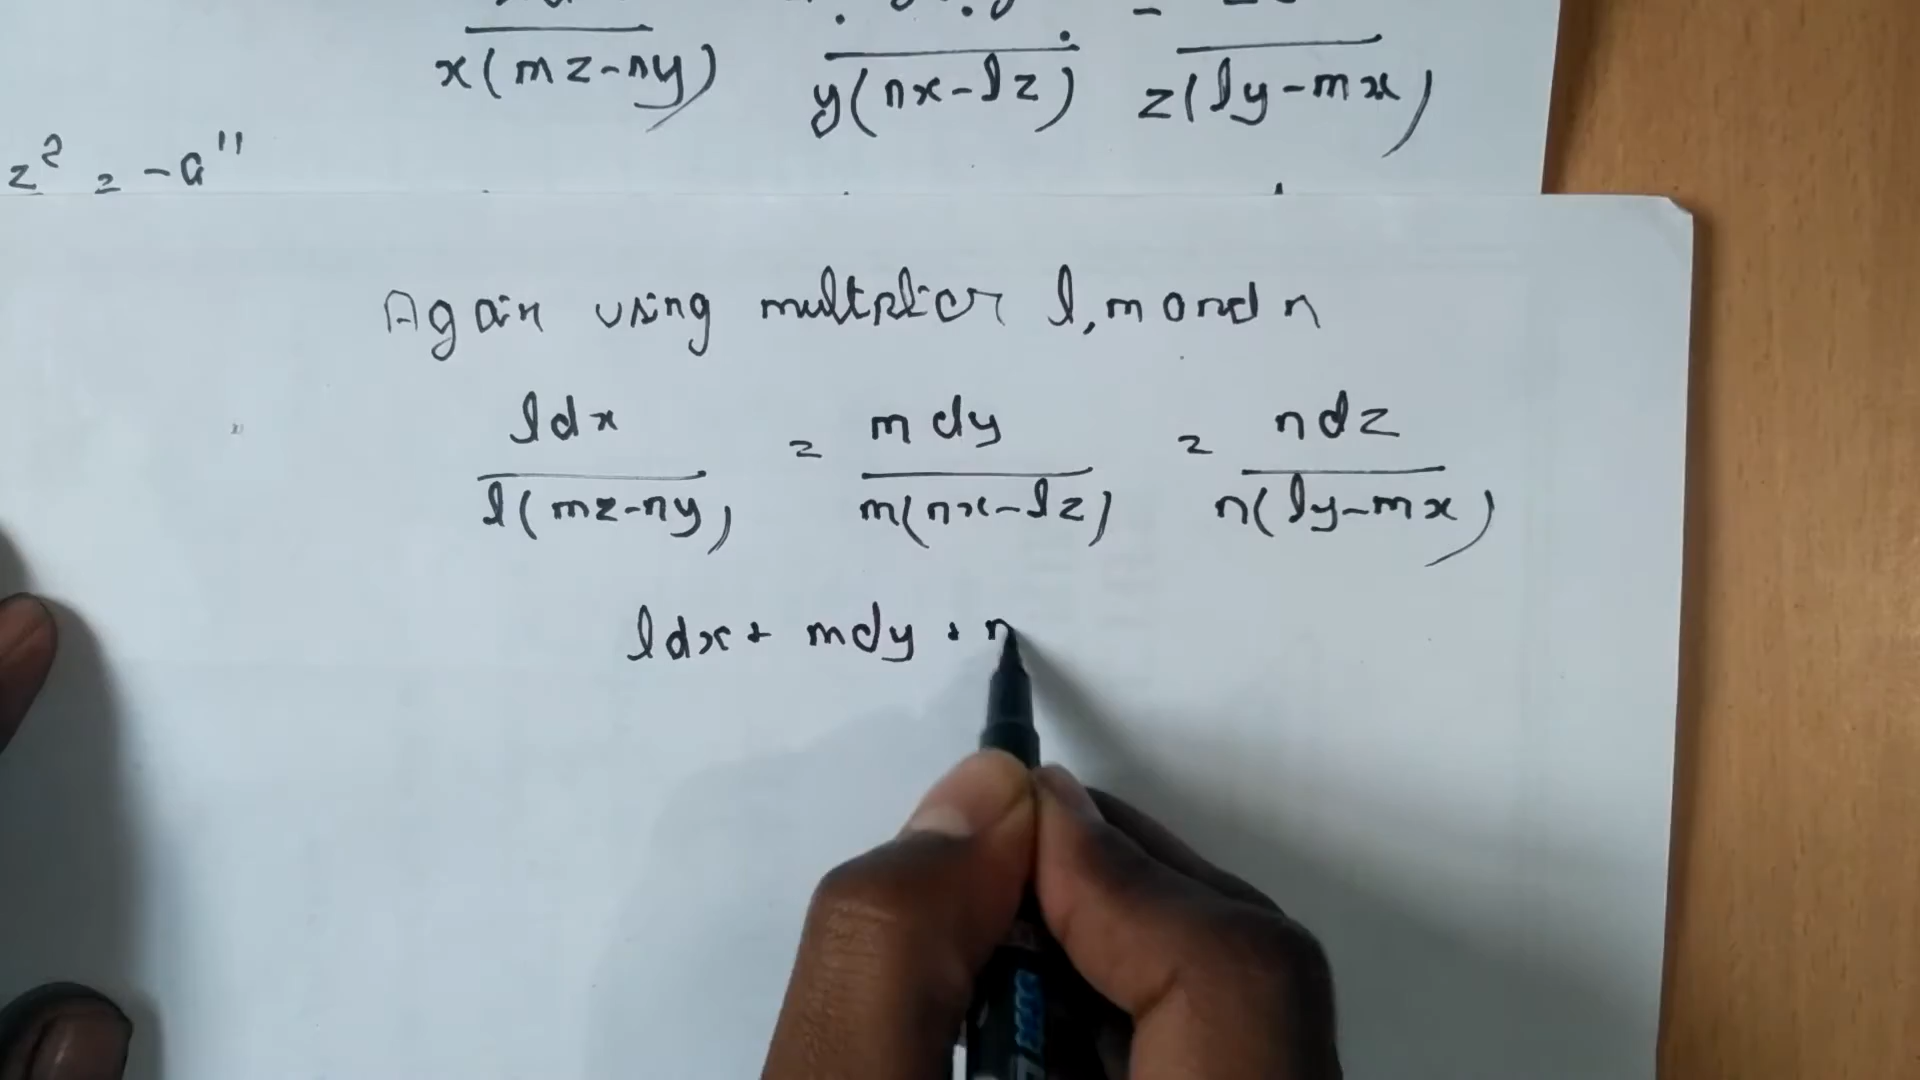 x(mz-ny) y(nx-lz) z(ly-mx)
z² = -a"
Again using multiplier l, m and n
ldx = mdy = ndz
l(mz-ny) m(nx-lz) n(ly-mx)
ldx + mdy + n